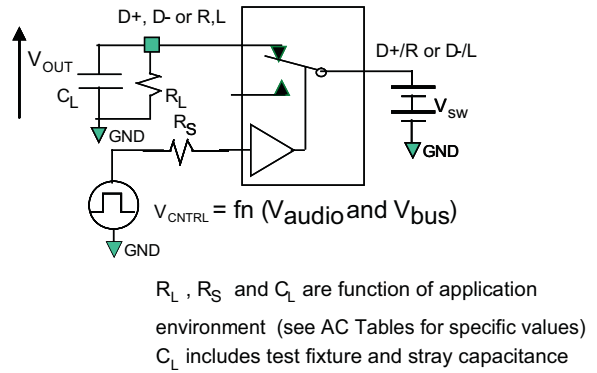 D+, D- or R,L
D+/R or D-/L
V_OUT
C_L
R_L
V_SW
GND
R_S
GND
V_CNTRL = fn (V_audio and V_bus)
GND
R_L , R_S and C_L are function of application
environment (see AC Tables for specific values)
C_L includes test fixture and stray capacitance